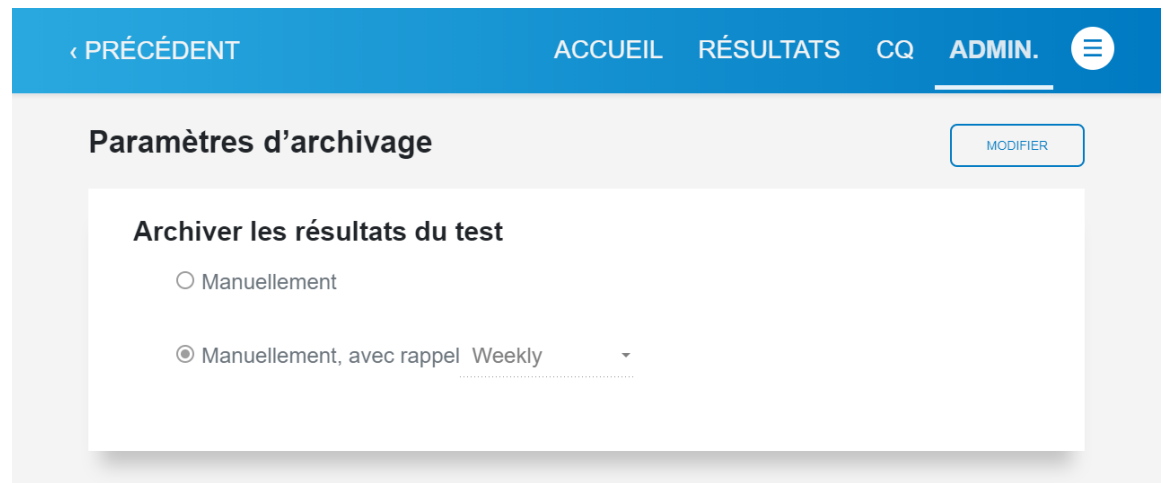 ‹ PRÉCÉDENT ACCUEIL RÉSULTATS CQ ADMIN.
Paramètres d’archivage MODIFIER
Archiver les résultats du test
Manuellement
Manuellement, avec rappel Weekly